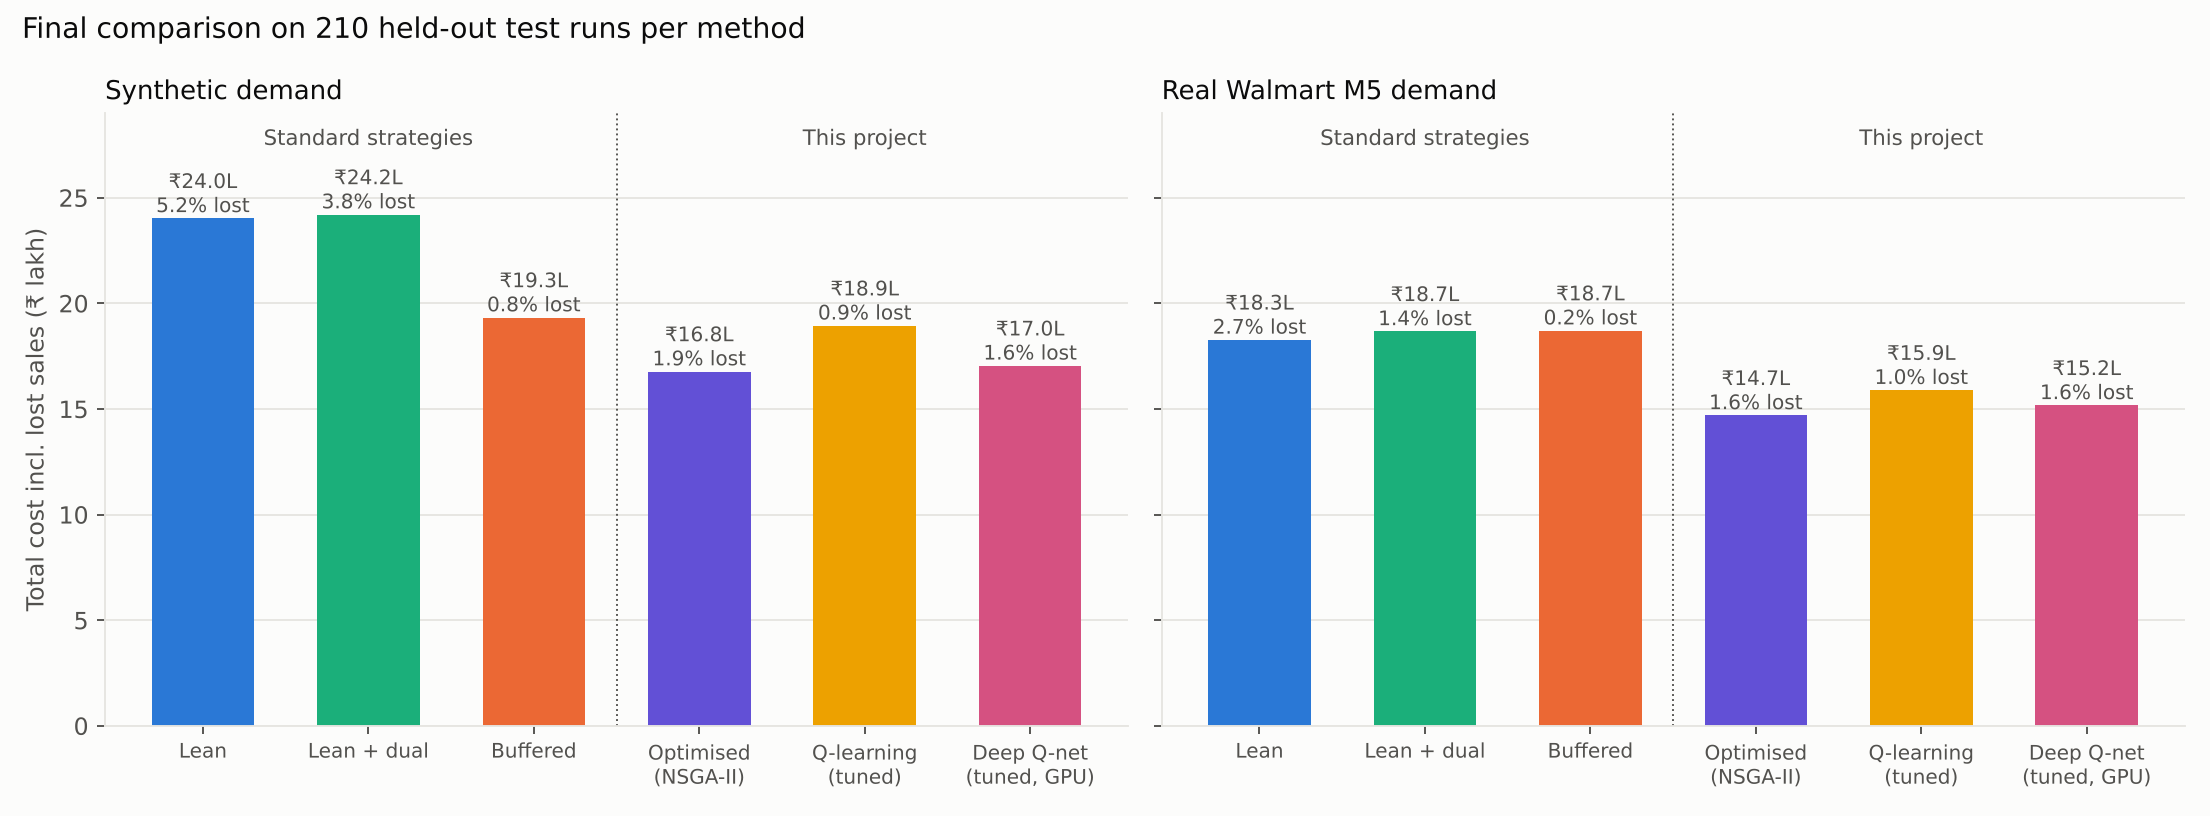 Final comparison on 210 held-out test runs per method
Synthetic demand
Standard strategies
This project
Total cost incl. lost sales (₹ lakh)
25
20
15
10
5
0
₹24.0L
5.2% lost
₹24.2L
3.8% lost
₹19.3L
0.8% lost
₹16.8L
1.9% lost
₹18.9L
0.9% lost
₹17.0L
1.6% lost
Lean
Lean + dual
Buffered
Optimised
(NSGA-II)
Q-learning
(tuned)
Deep Q-net
(tuned, GPU)
Real Walmart M5 demand
Standard strategies
This project
₹18.3L
2.7% lost
₹18.7L
1.4% lost
₹18.7L
0.2% lost
₹14.7L
1.6% lost
₹15.9L
1.0% lost
₹15.2L
1.6% lost
Lean
Lean + dual
Buffered
Optimised
(NSGA-II)
Q-learning
(tuned)
Deep Q-net
(tuned, GPU)